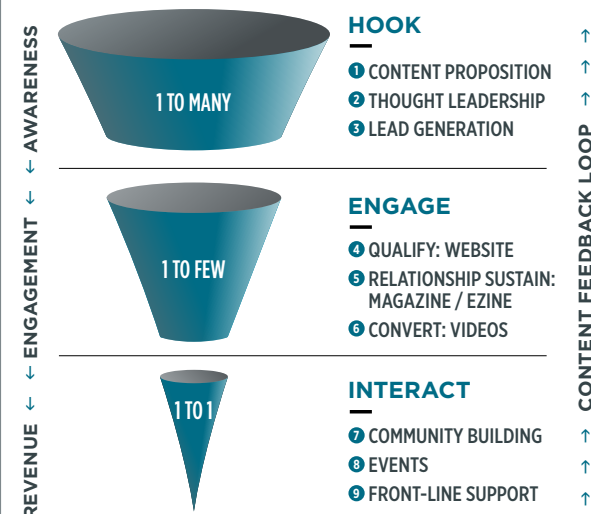 AWARENESS
ENGAGEMENT
REVENUE
1 TO MANY
HOOK
1 CONTENT PROPOSITION
2 THOUGHT LEADERSHIP
3 LEAD GENERATION
1 TO FEW
ENGAGE
4 QUALIFY: WEBSITE
5 RELATIONSHIP SUSTAIN:
MAGAZINE / EZINE
6 CONVERT: VIDEOS
1 TO 1
INTERACT
7 COMMUNITY BUILDING
8 EVENTS
9 FRONT-LINE SUPPORT
CONTENT FEEDBACK LOOP